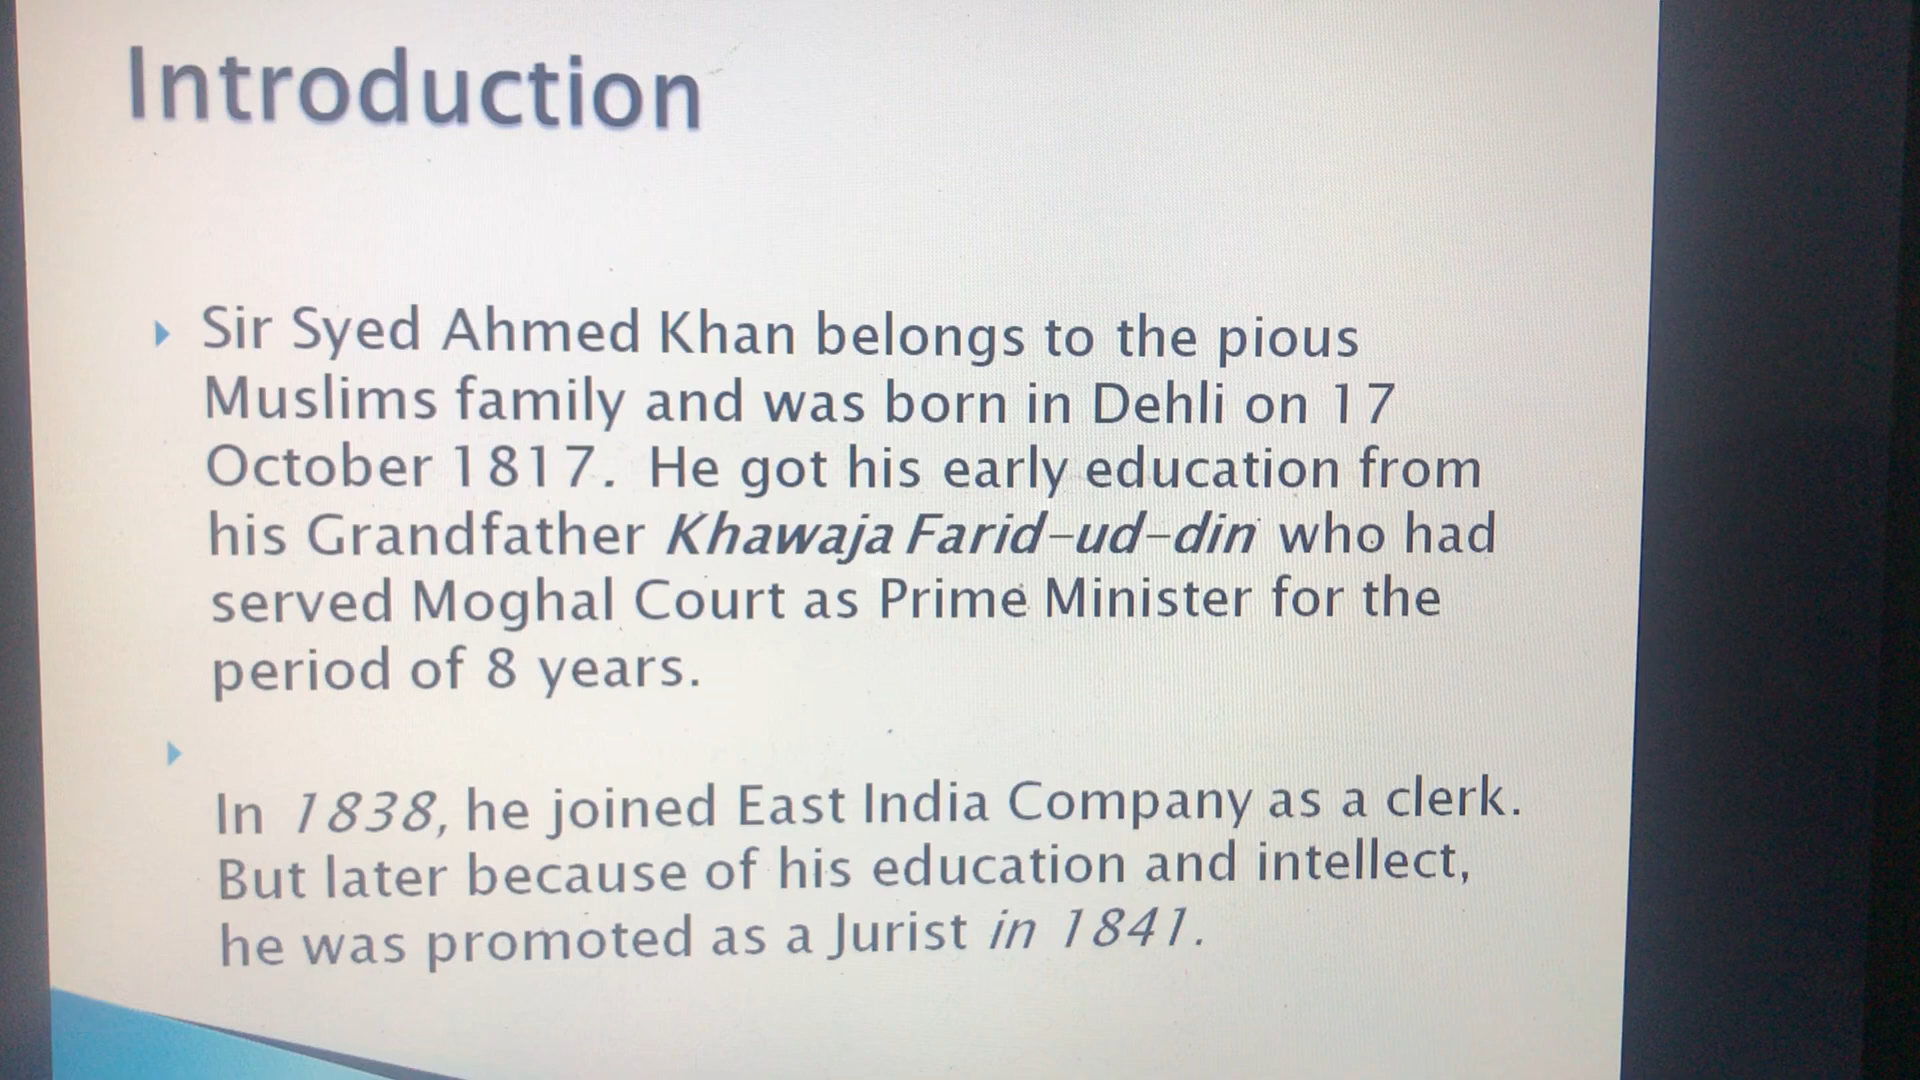 Introduction
Sir Syed Ahmed Khan belongs to the pious
Muslims family and was born in Dehli on 17
October 1817. He got his early education from
his Grandfather Khawaja Farid-ud-din who had
served Moghal Court as Prime Minister for the
period of 8 years.
In 1838, he joined East India Company as a clerk.
But later because of his education and intellect,
he was promoted as a Jurist in 1841.